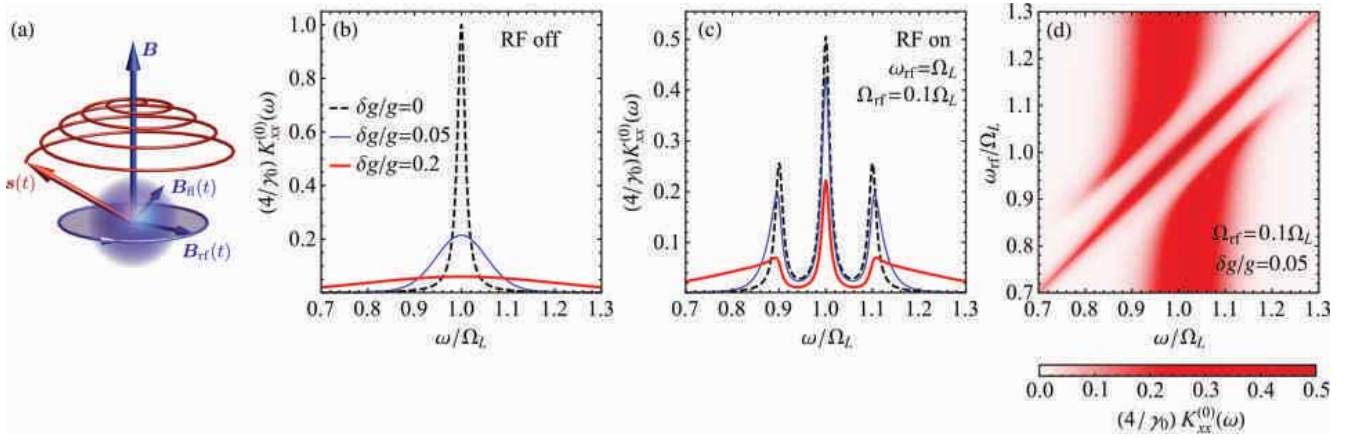 (a)
B
s(t)
B_fl(t)
B_rf(t)
(b)
RF off
δg/g=0
δg/g=0.05
δg/g=0.2
1.0
0.8
0.6
0.4
0.2
(4/γ₀) K_xx^(0)(ω)
0.7 0.8 0.9 1.0 1.1 1.2 1.3
ω/Ω_L
(c)
RF on
ω_rf=Ω_L
Ω_rf=0.1Ω_L
0.5
0.4
0.3
0.2
0.1
(4/γ₀)K_xx^(0)(ω)
0.7 0.8 0.9 1.0 1.1 1.2 1.3
ω/Ω_L
(d)
1.3
1.2
1.1
1.0
0.9
0.8
0.7
ω_rf/Ω_L
Ω_rf=0.1Ω_L
δg/g=0.05
0.7 0.8 0.9 1.0 1.1 1.2 1.3
ω/Ω_L
0.0 0.1 0.2 0.3 0.4 0.5
(4/γ₀) K_xx^(0)(ω)